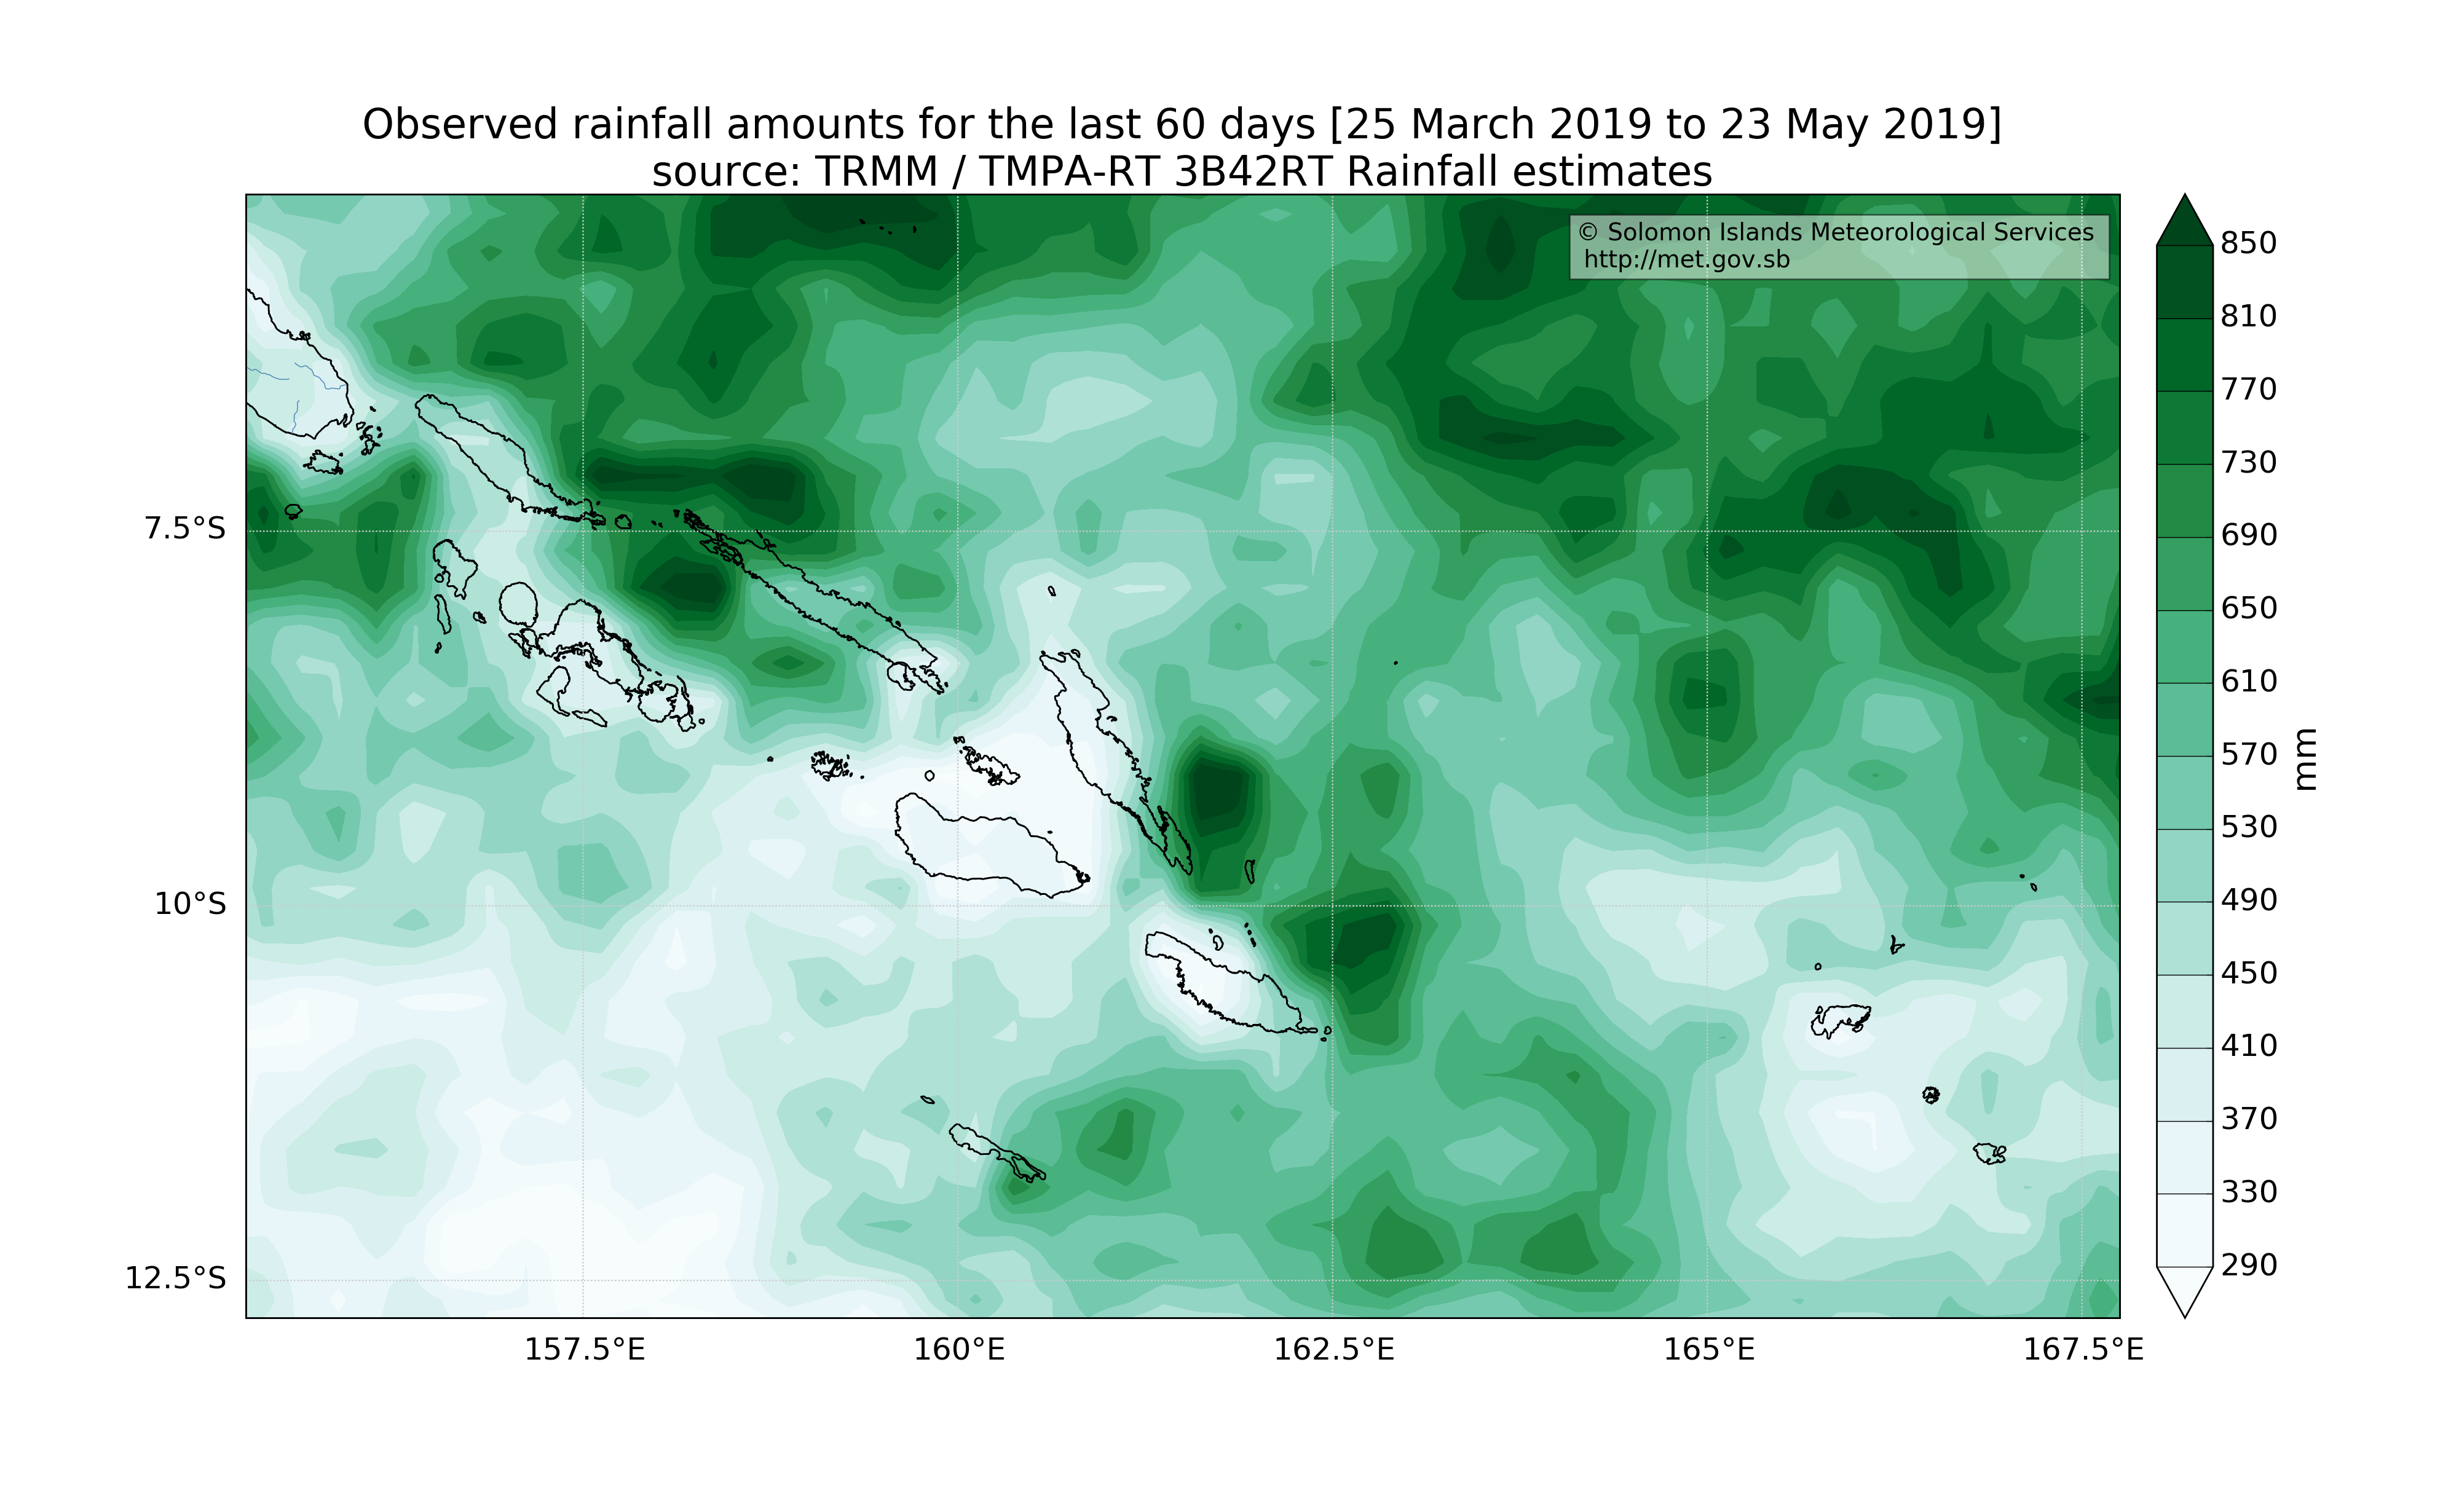 Observed rainfall amounts for the last 60 days [25 March 2019 to 23 May 2019]
source: TRMM / TMPA-RT 3B42RT Rainfall estimates
© Solomon Islands Meteorological Services
http://met.gov.sb
850
810
770
730
690
650
610
570
530
490
450
410
370
330
290
mm
7.5°S
10°S
12.5°S
157.5°E
160°E
162.5°E
165°E
167.5°E